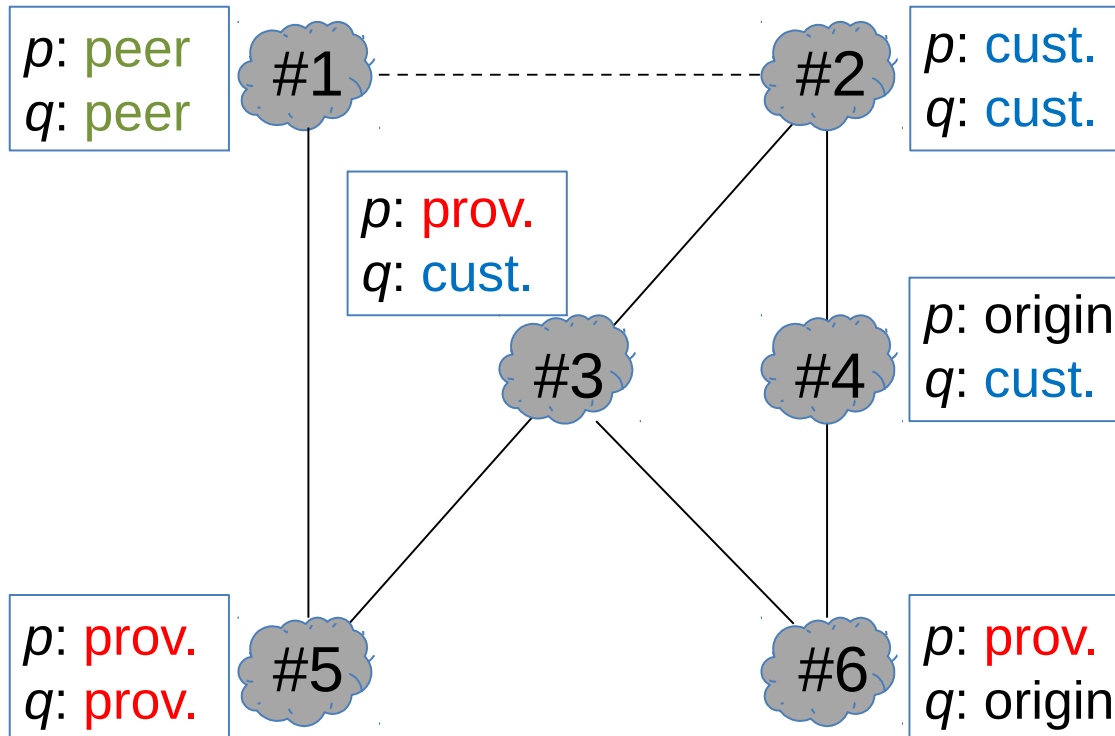 p: peer
q: peer
#1
#2
p: cust.
q: cust.
p: prov.
q: cust.
#3
#4
p: origin
q: cust.
p: prov.
q: prov.
#5
#6
p: prov.
q: origin